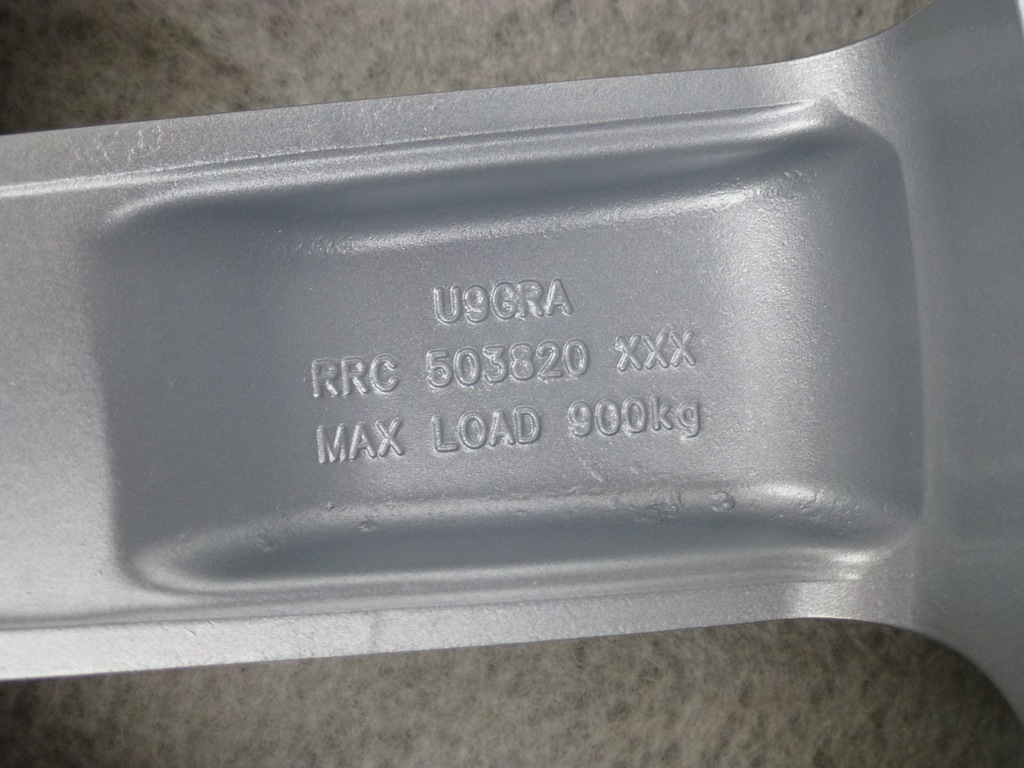 U9GRA
RRC 503820 XXX
MAX LOAD 900kg